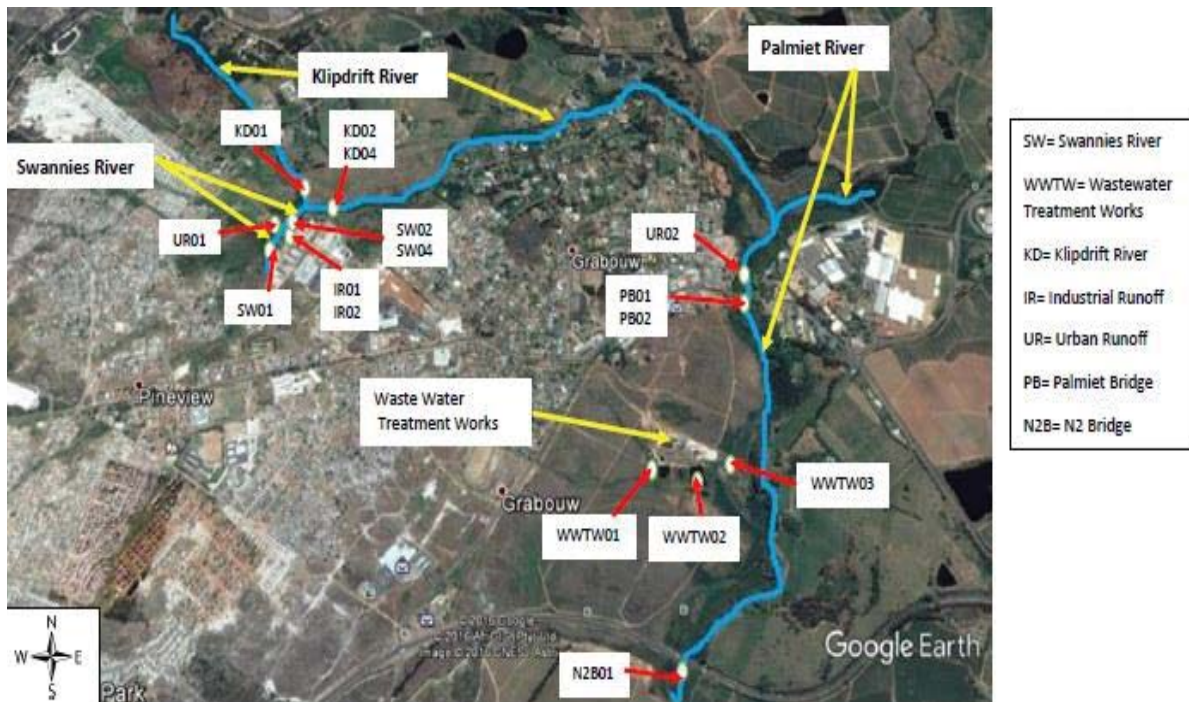 Palmiet River
Klipdrift River
KD01
KD02
KD04
Swannies River
UR01
SW02
SW04
SW01
IR01
IR02
UR02
Grabouw
PB01
PB02
Pineview
Waste Water
Treatment Works
Grabouw
WWTW03
WWTW01
WWTW02
N2B01
N
W E
S
Park
© 2016 Google
Google Earth
SW= Swannies River
WWTW= Wastewater
Treatment Works
KD= Klipdrift River
IR= Industrial Runoff
UR= Urban Runoff
PB= Palmiet Bridge
N2B= N2 Bridge